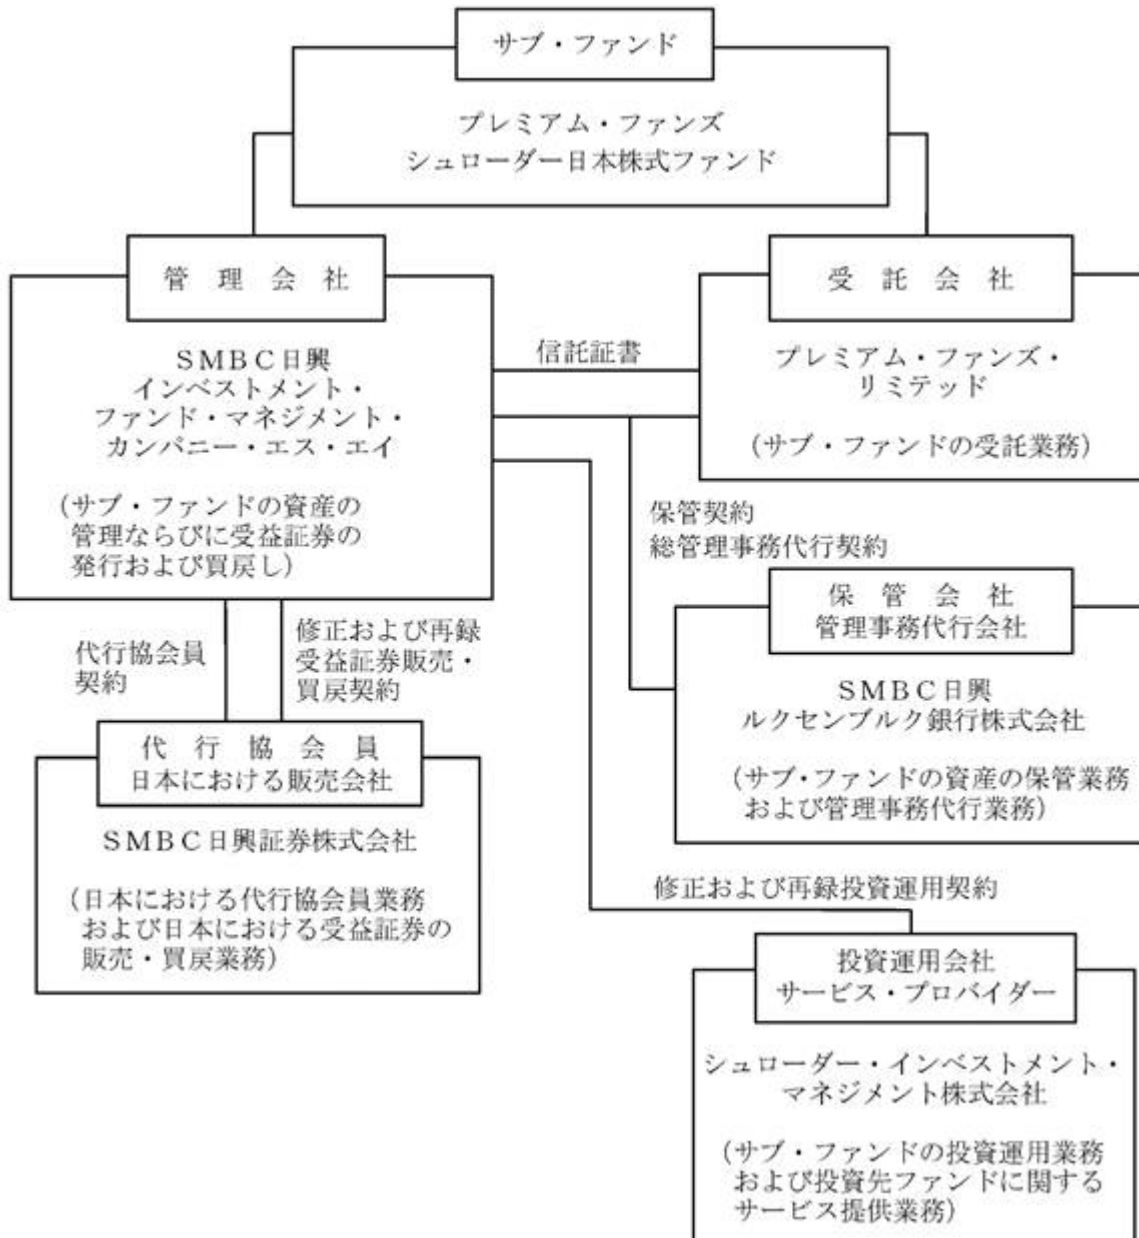 サブ・ファンド
プレミアム・ファンズ
シュローダー日本株式ファンド
管理会社
SMBC日興
インベストメント・
ファンド・マネジメント・
カンパニー・エス・エイ
(サブ・ファンドの資産の
管理ならびに受益証券の
発行および買戻し)
信託証書
受託会社
プレミアム・ファンズ・
リミテッド
(サブ・ファンドの受託業務)
保管契約
総管理事務代行契約
保管会社
管理事務代行会社
SMBC日興
ルクセンブルク銀行株式会社
(サブ・ファンドの資産の保管業務
および管理事務代行業務)
代行協会員
契約
修正および再録
受益証券販売・
買戻契約
代行協会員
日本における販売会社
SMBC日興証券株式会社
(日本における代行協会員業務
および日本における受益証券の
販売・買戻業務)
修正および再録投資運用契約
投資運用会社
サービス・プロバイダー
シュローダー・インベストメント・
マネジメント株式会社
(サブ・ファンドの投資運用業務
および投資先ファンドに関する
サービス提供業務)